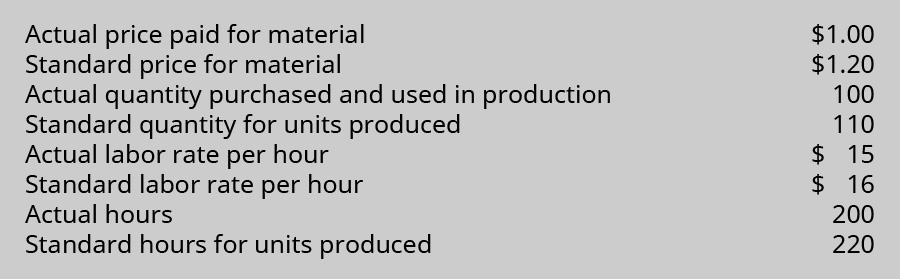 Actual price paid for material $1.00
Standard price for material $1.20
Actual quantity purchased and used in production 100
Standard quantity for units produced 110
Actual labor rate per hour $ 15
Standard labor rate per hour $ 16
Actual hours 200
Standard hours for units produced 220